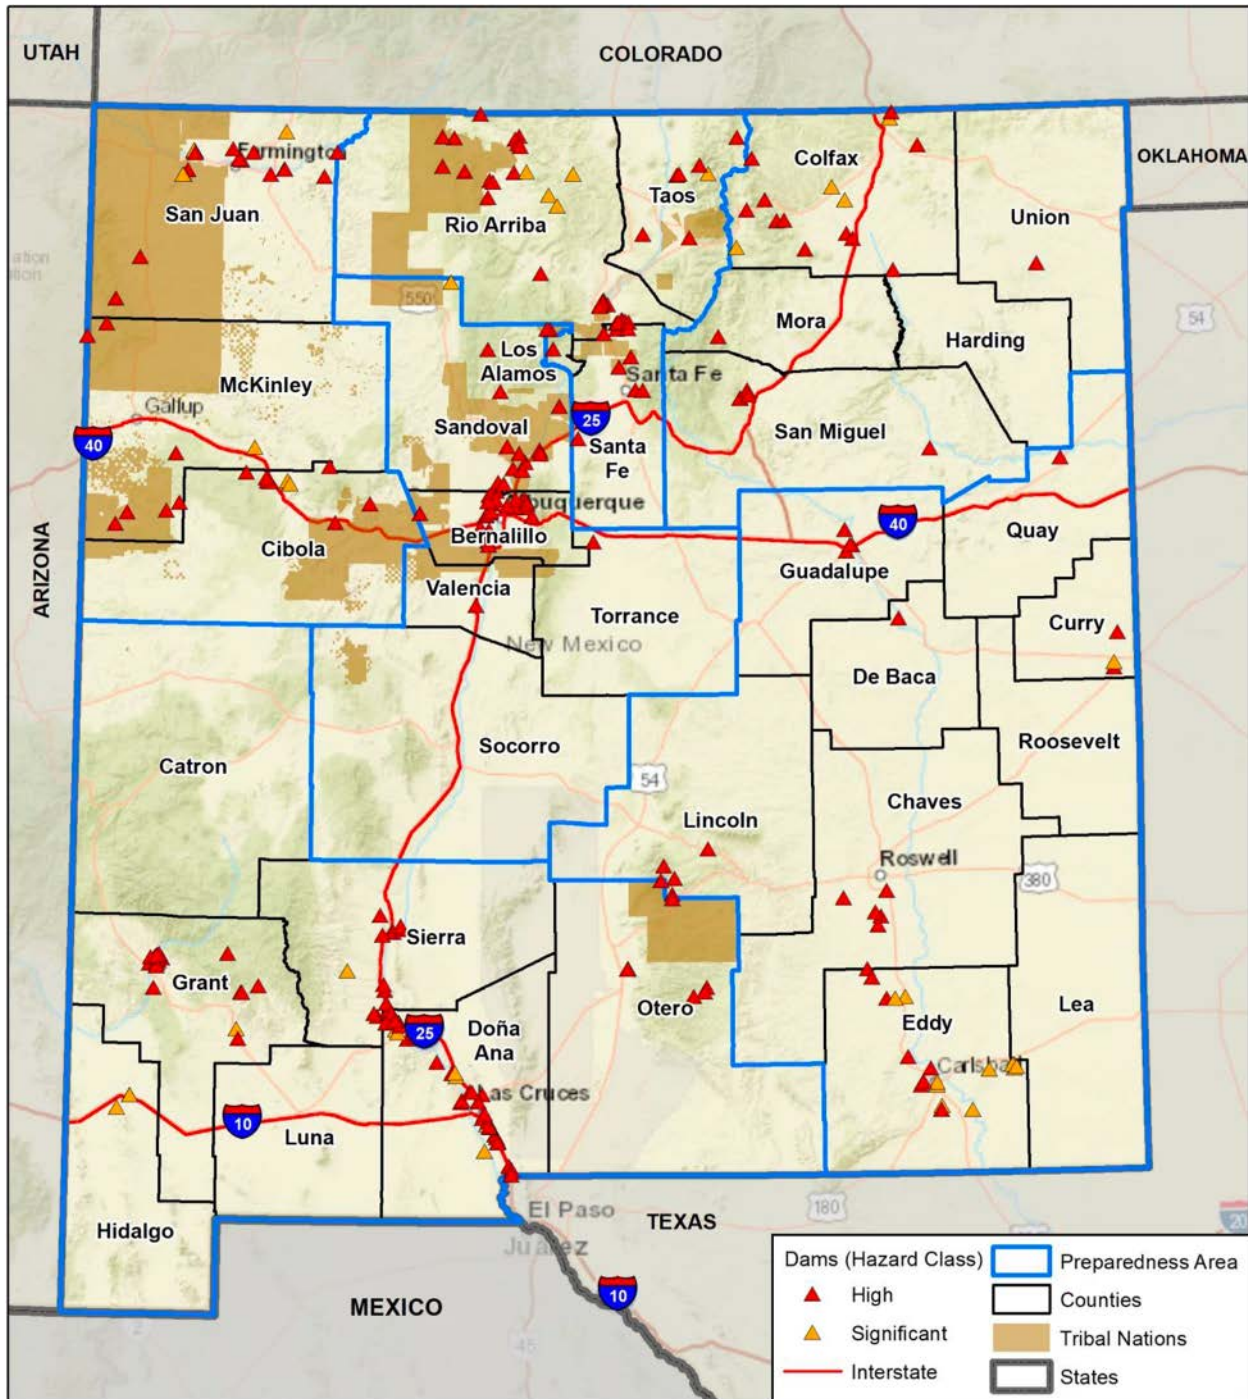 UTAH
COLORADO
OKLAHOMA
Farmington
San Juan
Rio Arriba
Taos
Colfax
Union
550
Mora
Harding
54
McKinley
Los
Alamos
Gallup
Santa Fe
40
Sandoval
25
Santa
Fe
San Miguel
Albuquerque
40
Bernalillo
Quay
Cibola
Guadalupe
ARIZONA
Valencia
Torrance
Curry
New Mexico
De Baca
Socorro
Roosevelt
Catron
54
Chaves
Lincoln
Roswell
380
Sierra
Grant
Otero
Lea
Eddy
25
Doña
Ana
Carlsbad
Las Cruces
10
Luna
El Paso
TEXAS
180
20
Hidalgo
Juárez
MEXICO
10
45
Dams (Hazard Class)
High
Significant
Interstate
Preparedness Area
Counties
Tribal Nations
States